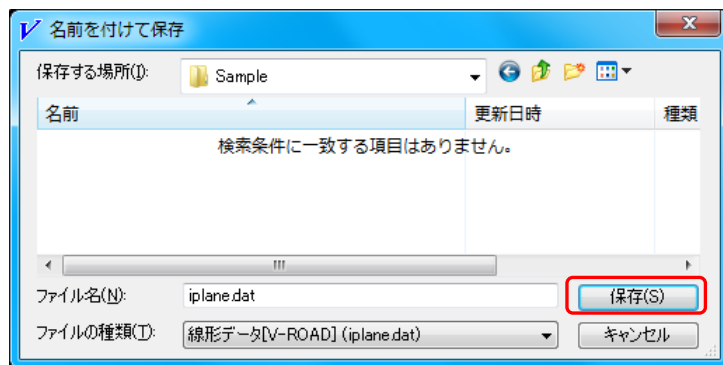 V 名前を付けて保存
保存する場所(I): Sample
名前 更新日時 種類
検索条件に一致する項目はありません。
ファイル名(N): iplane.dat 保存(S)
ファイルの種類(T): 線形データ[V-ROAD] (iplane.dat) キャンセル